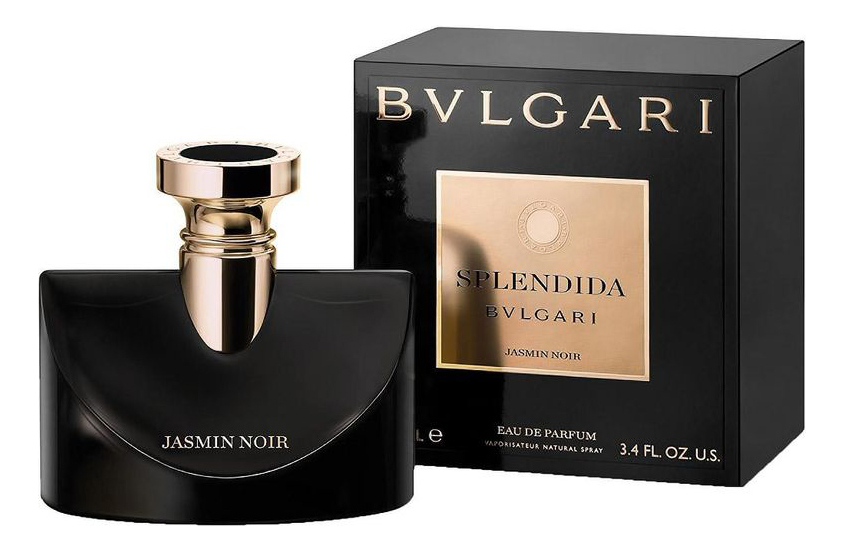 BVLGARI
SPLENDIDA
BVLGARI
JASMIN NOIR
EAU DE PARFUM
VAPORISATEUR NATURAL SPRAY
L e
3.4 FL. OZ. U.S.
JASMIN NOIR